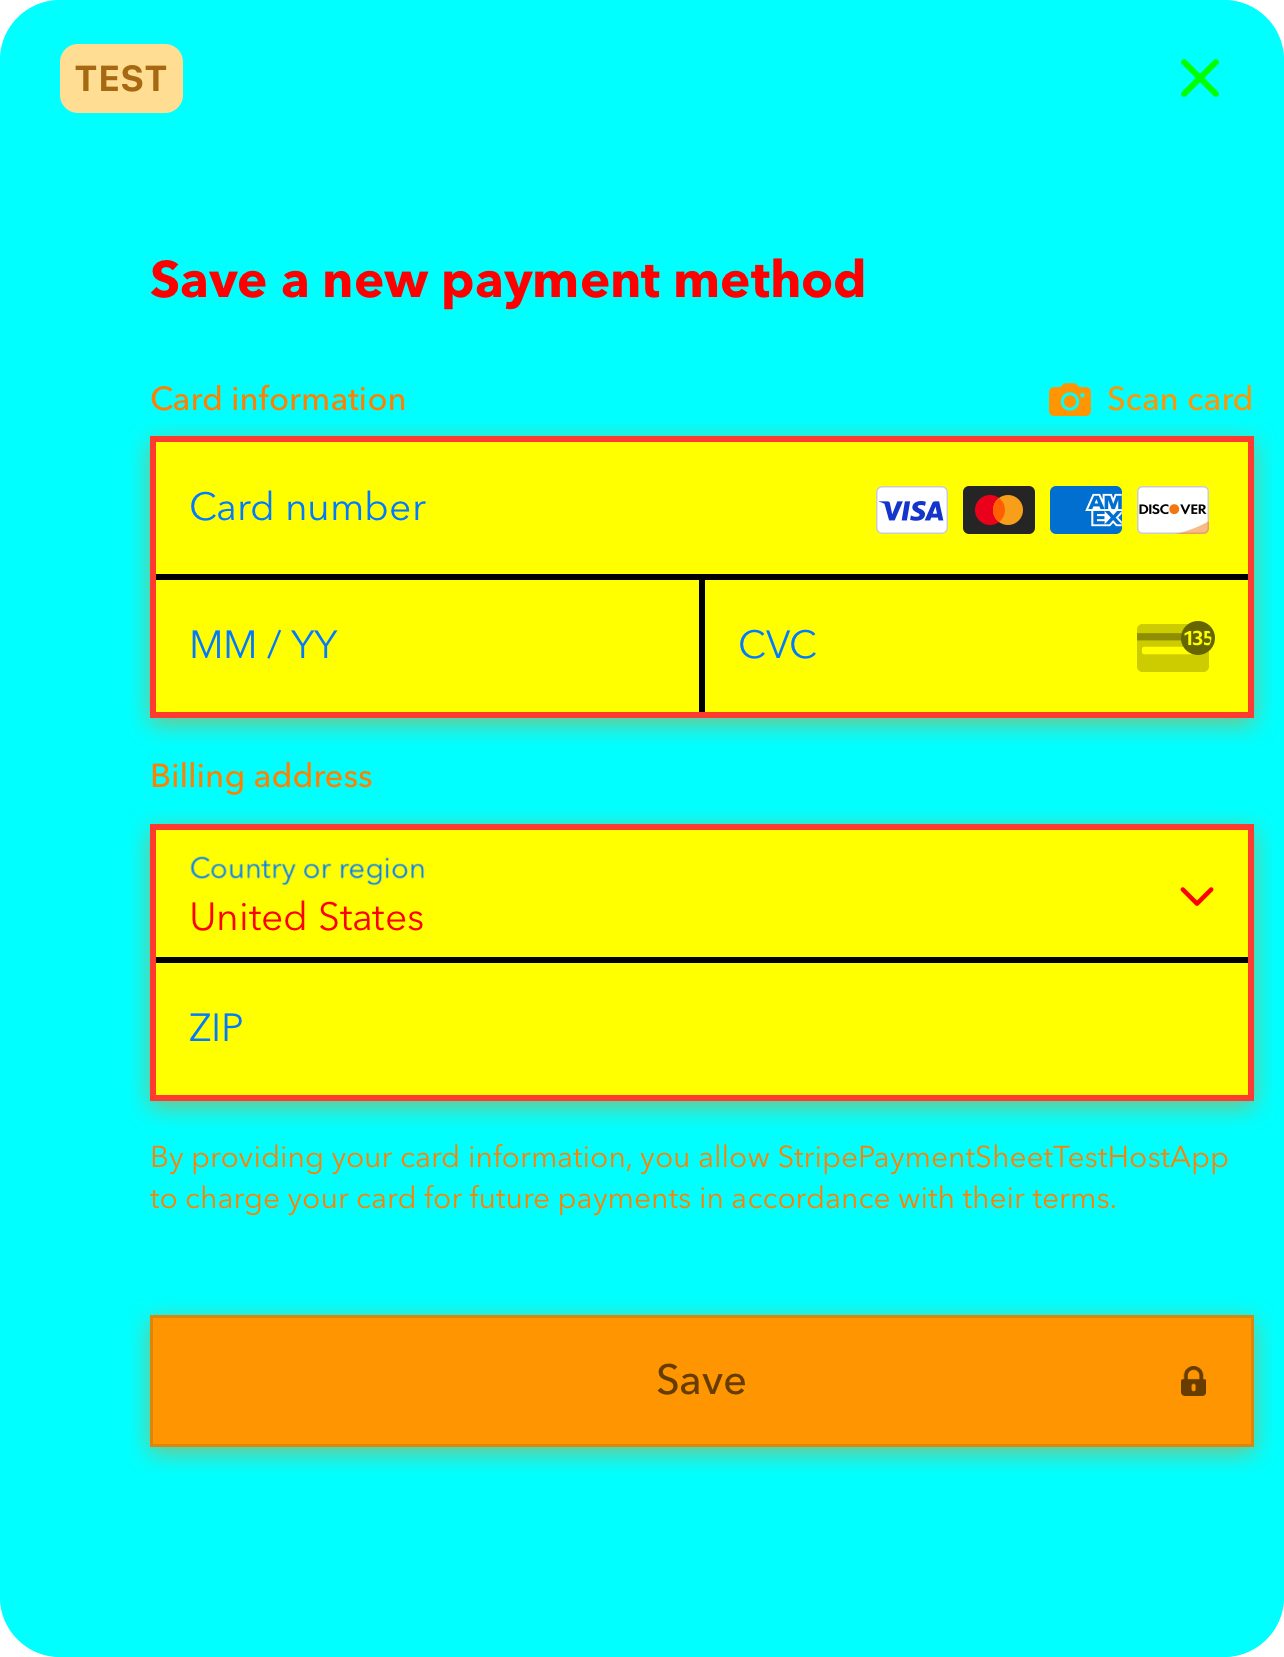 TEST
Save a new payment method
Card information
Scan card
Card number
VISA
AM
EX
DISCOVER
MM / YY
CVC
135
Billing address
Country or region
United States
ZIP
By providing your card information, you allow StripePaymentSheetTestHostApp
to charge your card for future payments in accordance with their terms.
Save